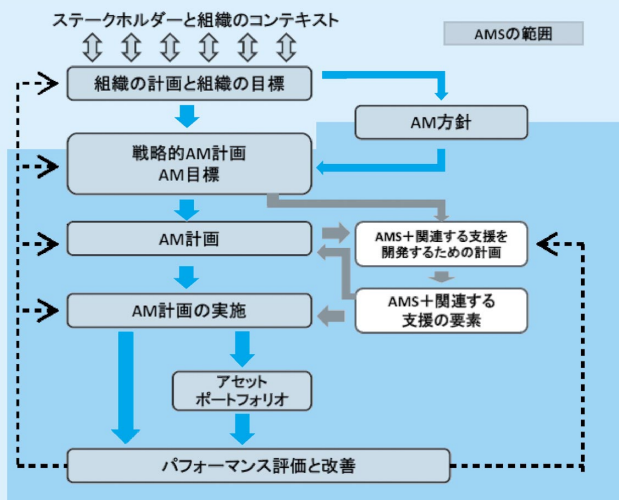 ステークホルダーと組織のコンテキスト
AMSの範囲
組織の計画と組織の目標
AM方針
戦略的AM計画
AM目標
AM計画
AMS＋関連する支援を
開発するための計画
AM計画の実施
AMS＋関連する
支援の要素
アセット
ポートフォリオ
パフォーマンス評価と改善